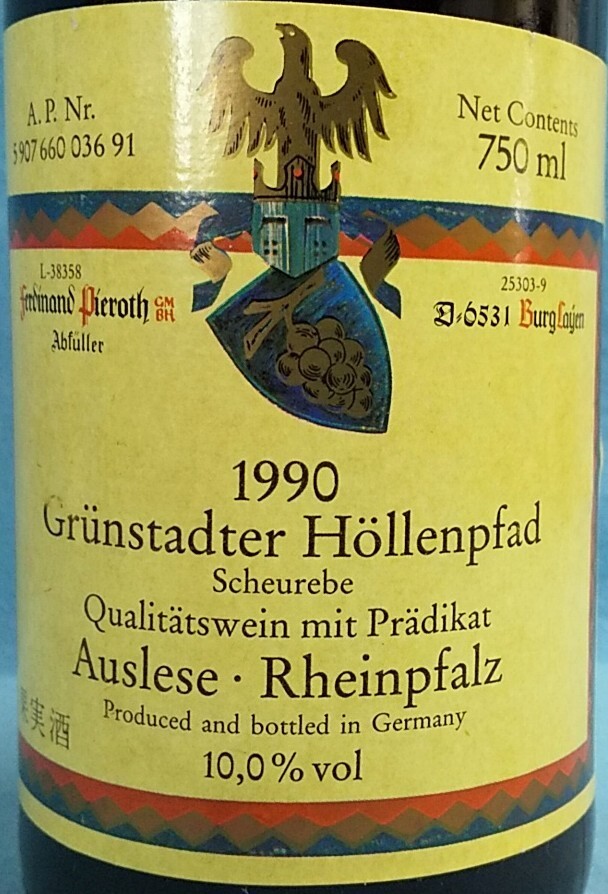 A.P. Nr.
5 907 660 036 91
Net Contents
750 ml
L-38358
Ferdinand Pieroth GMBH
Abfüller
25303-9
D-6531 Burg Layen
1990
Grünstadter Höllenpfad
Scheurebe
Qualitätswein mit Prädikat
Auslese · Rheinpfalz
Produced and bottled in Germany
果実酒
10,0 % vol